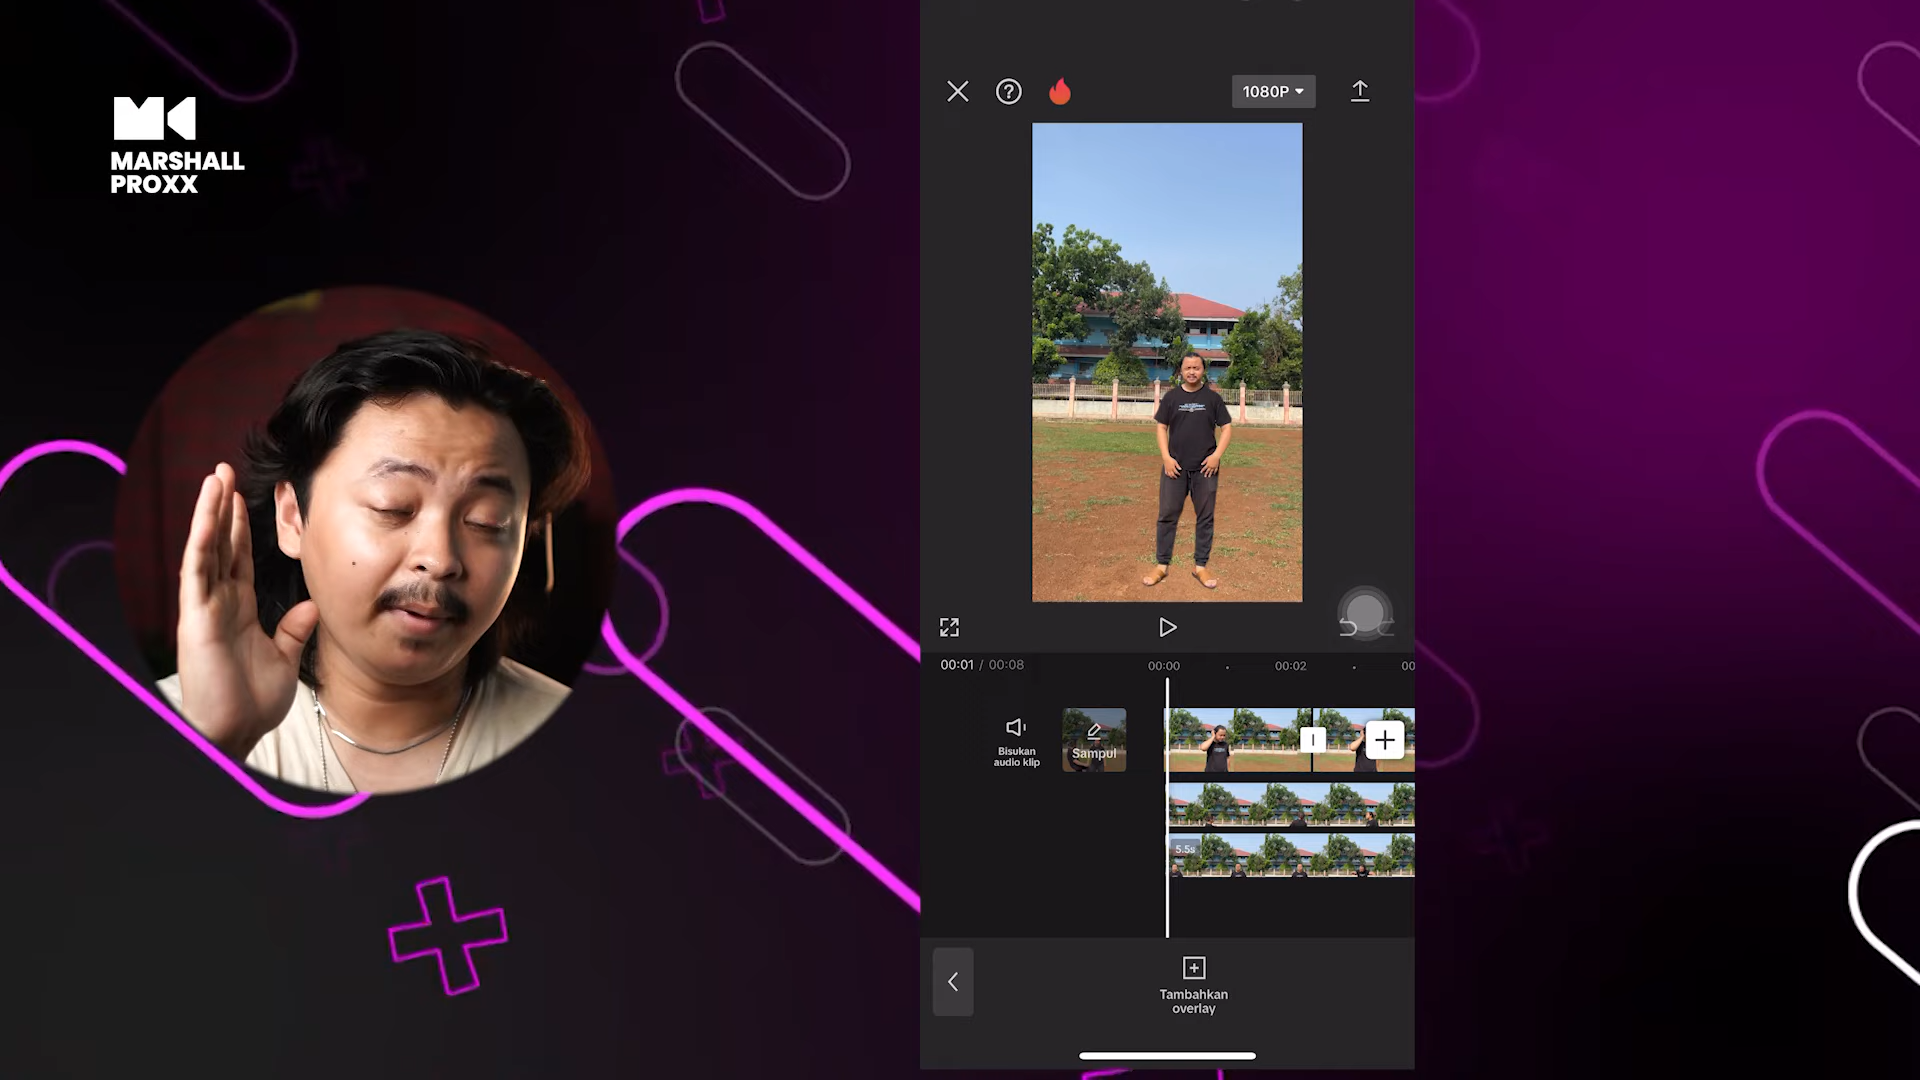 MARSHALL
PROXX
1080P
00:01 / 00:08
00:00
00:02
00
Bisukan
audio klip
Sampul
5.5s
Tambahkan
overlay